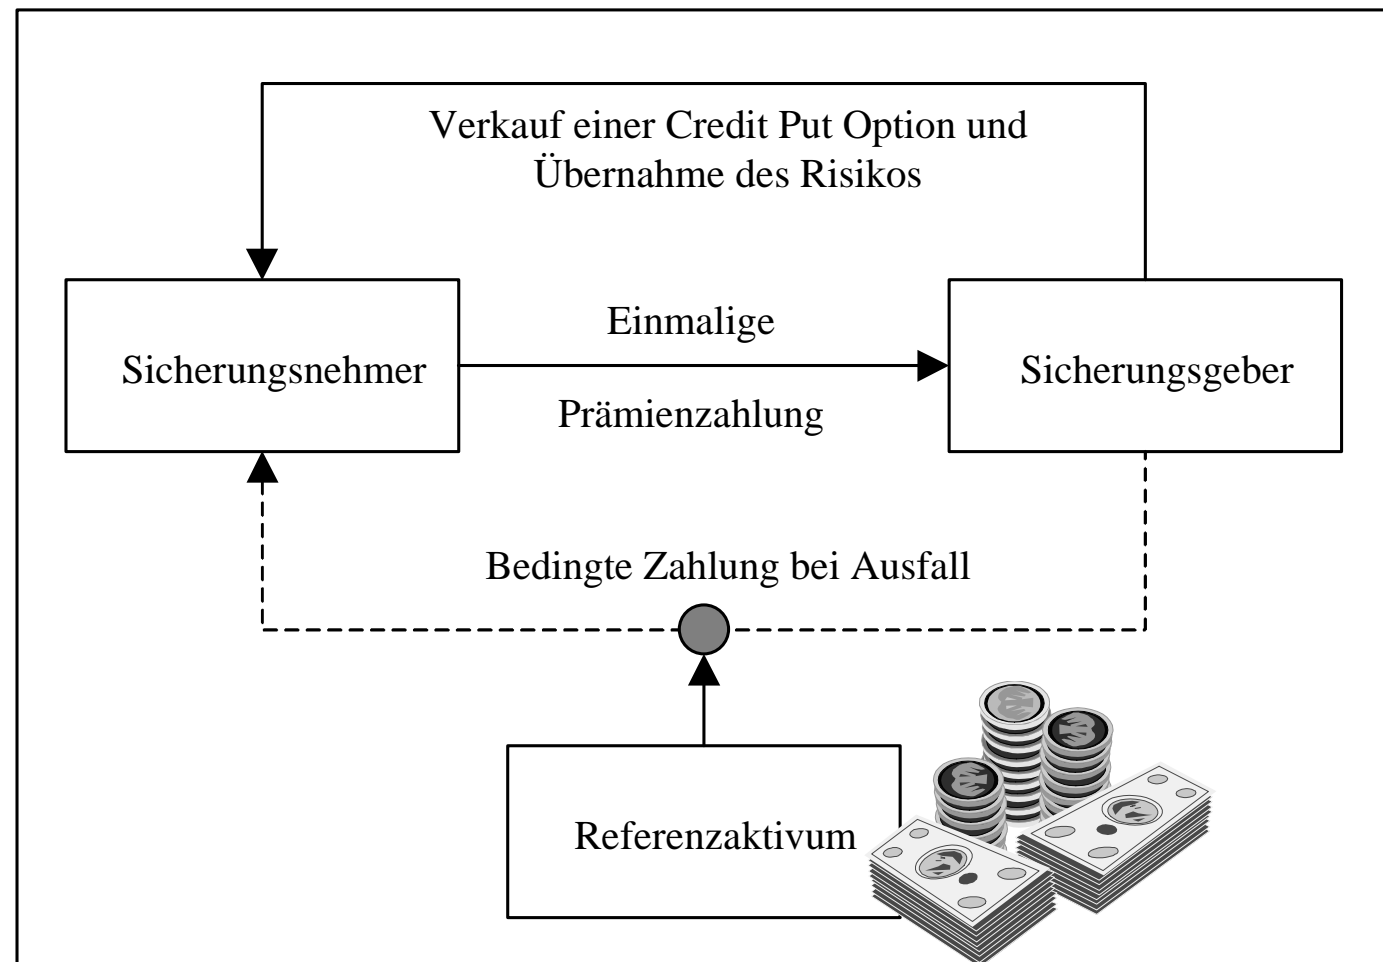 Verkauf einer Credit Put Option und
Übernahme des Risikos
Einmalige
Sicherungsnehmer
Sicherungsgeber
Prämienzahlung
Bedingte Zahlung bei Ausfall
Referenzaktivum